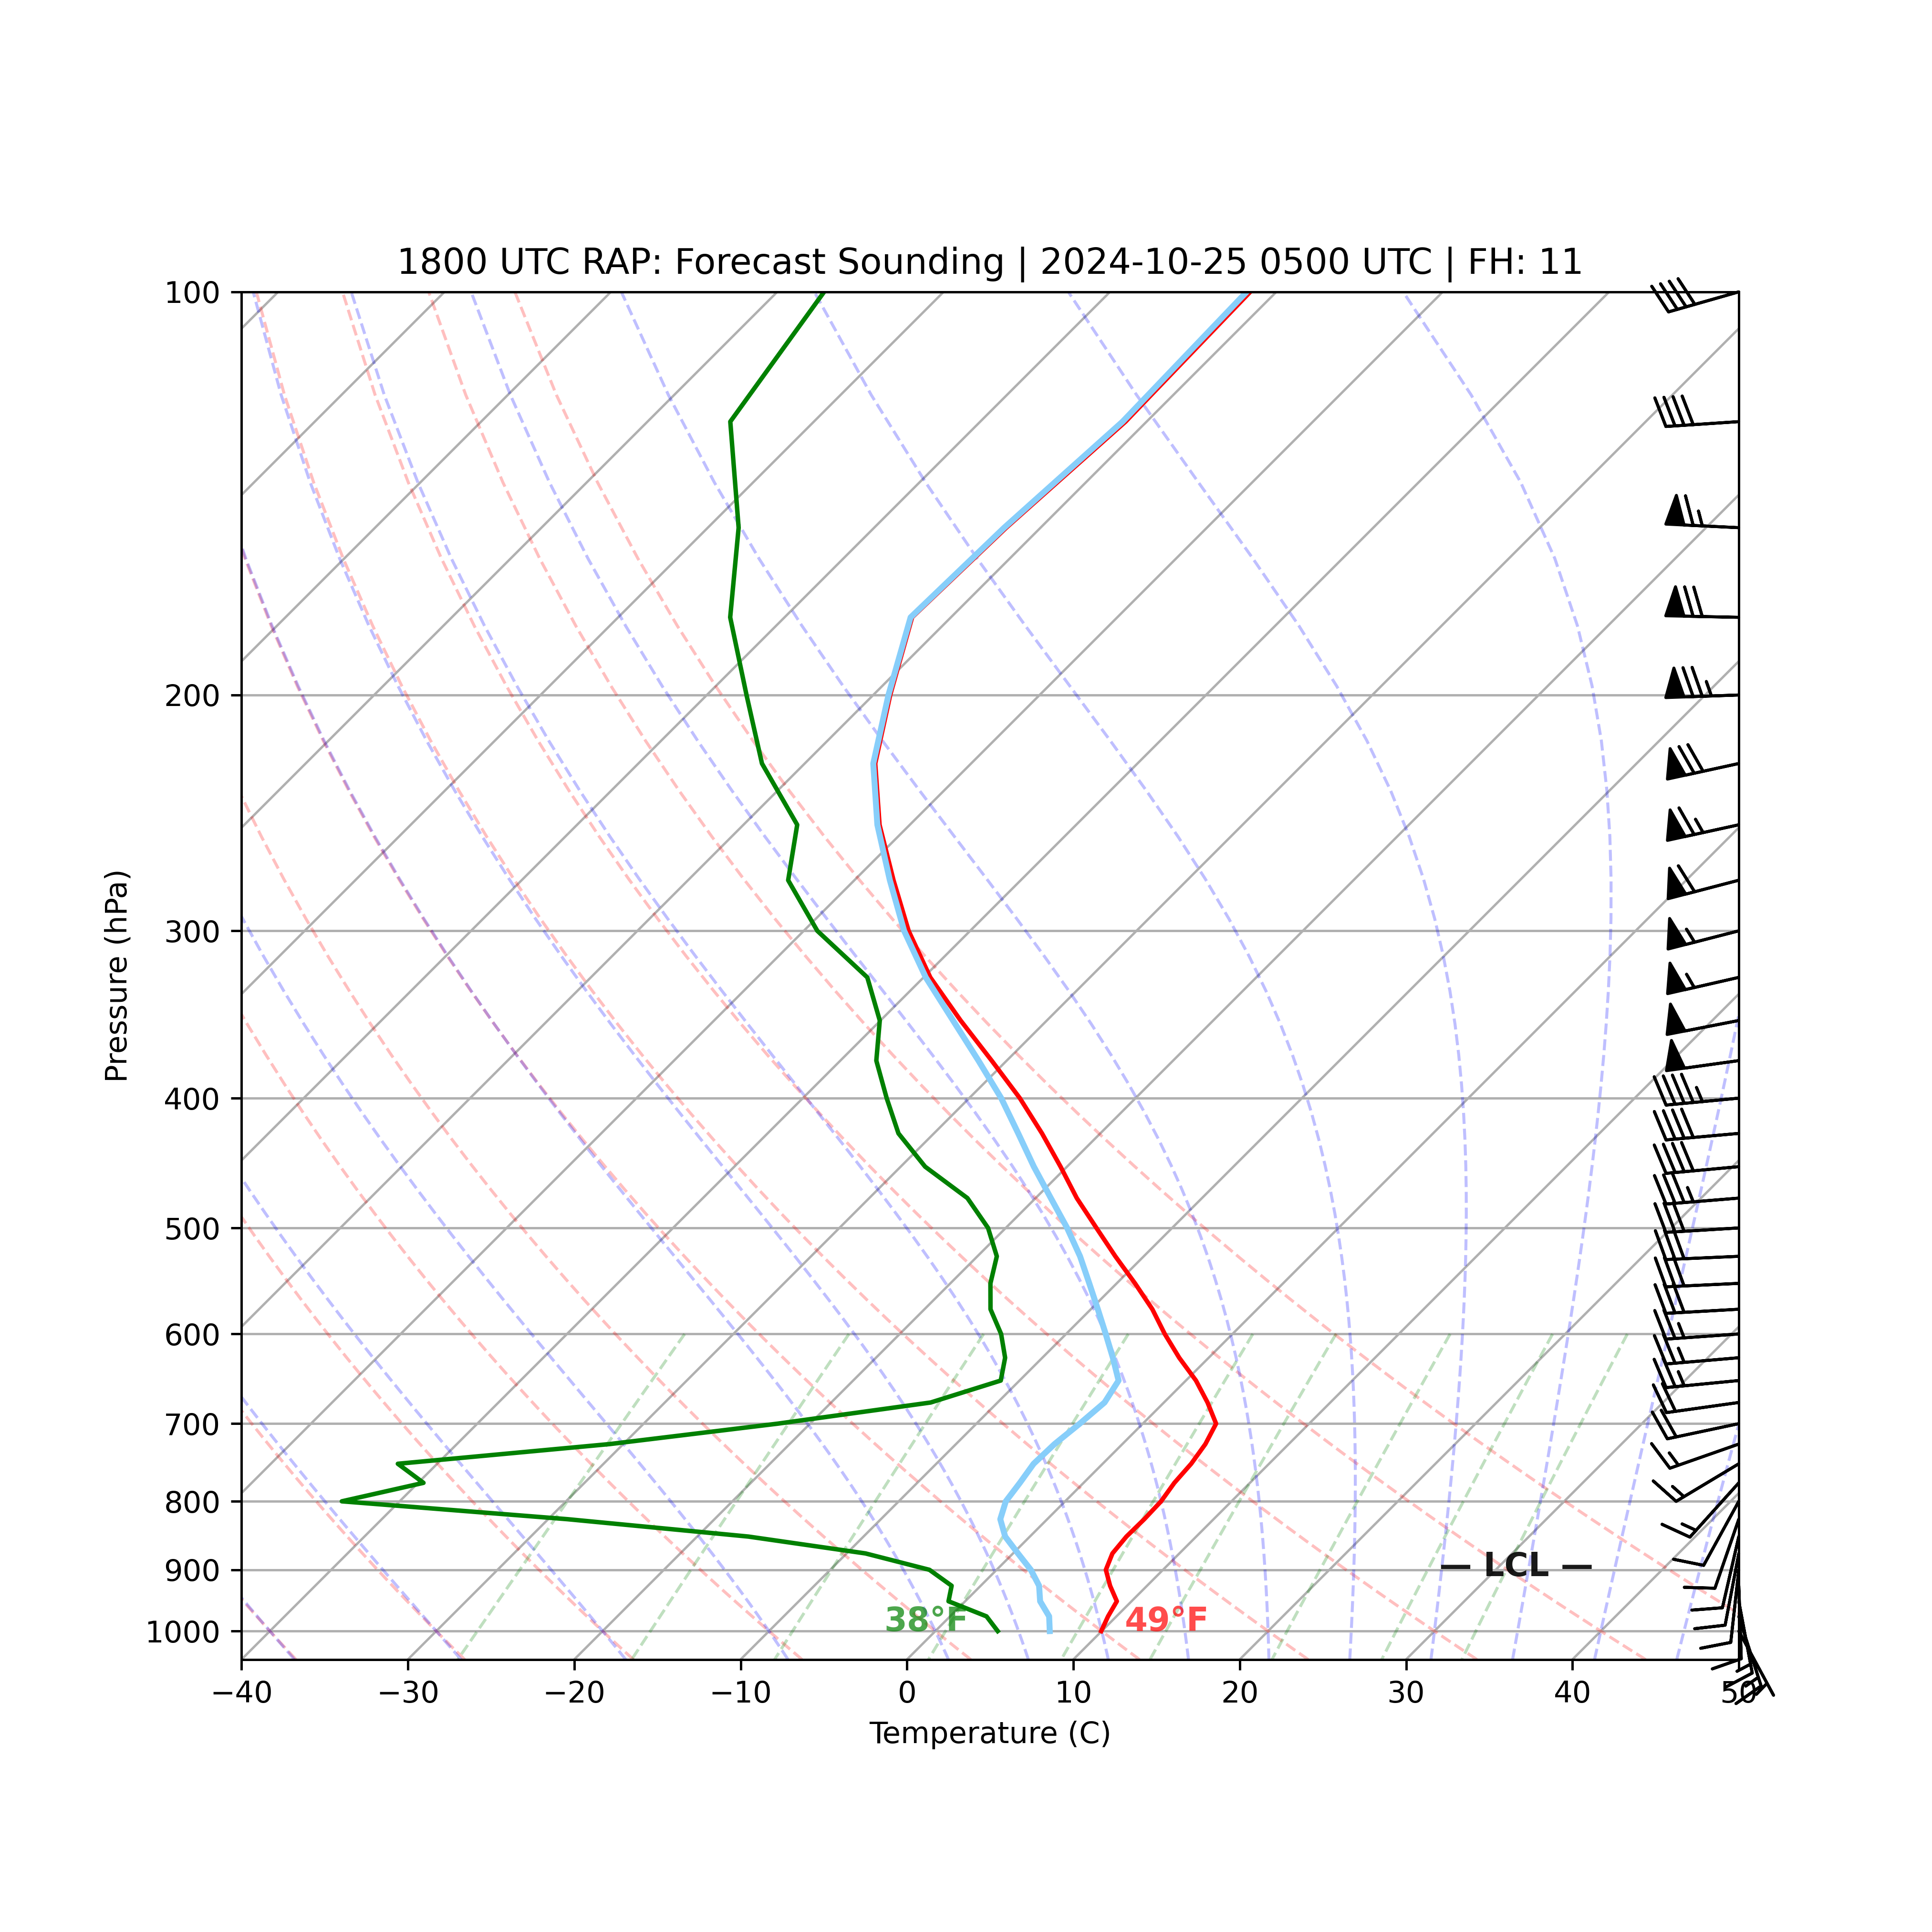 1800 UTC RAP: Forecast Sounding | 2024-10-25 0500 UTC | FH: 11
100
200
300
400
500
600
700
800
900
1000
Pressure (hPa)
— LCL —
38°F
49°F
−40 −30 −20 −10 0 10 20 30 40 50
Temperature (C)